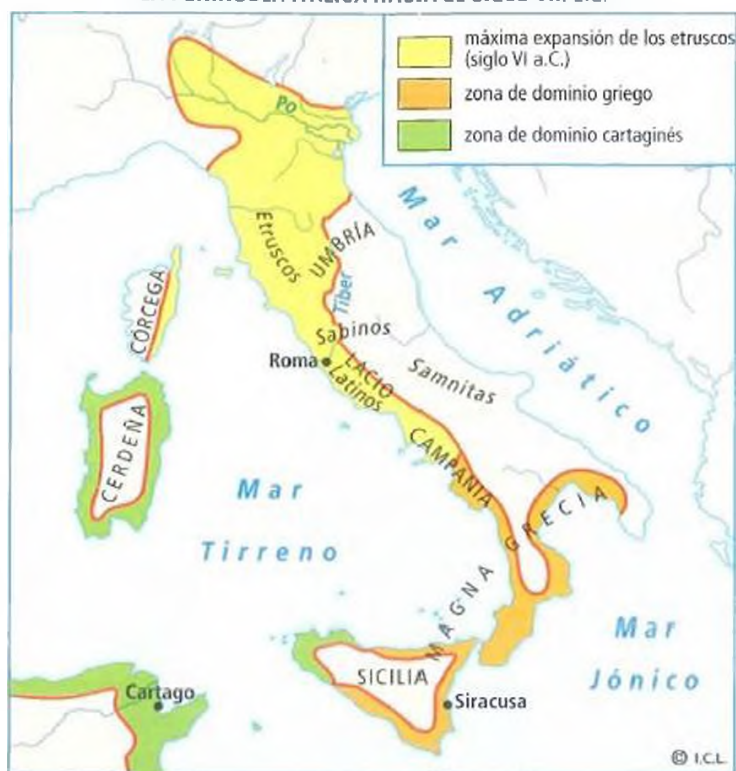 máxima expansión de los etruscos
(siglo VI a.C.)
zona de dominio griego
zona de dominio cartaginés
Po
Mar Adriático
Etruscos
UMBRÍA
Tíber
CÓRCEGA
Sabinos
Roma
LACIO
Latinos
Samnitas
CERDEÑA
CAMPANIA
Mar
Tirreno
MAGNA GRECIA
Mar
Jónico
SICILIA
Cartago
Siracusa
© I.C.L.